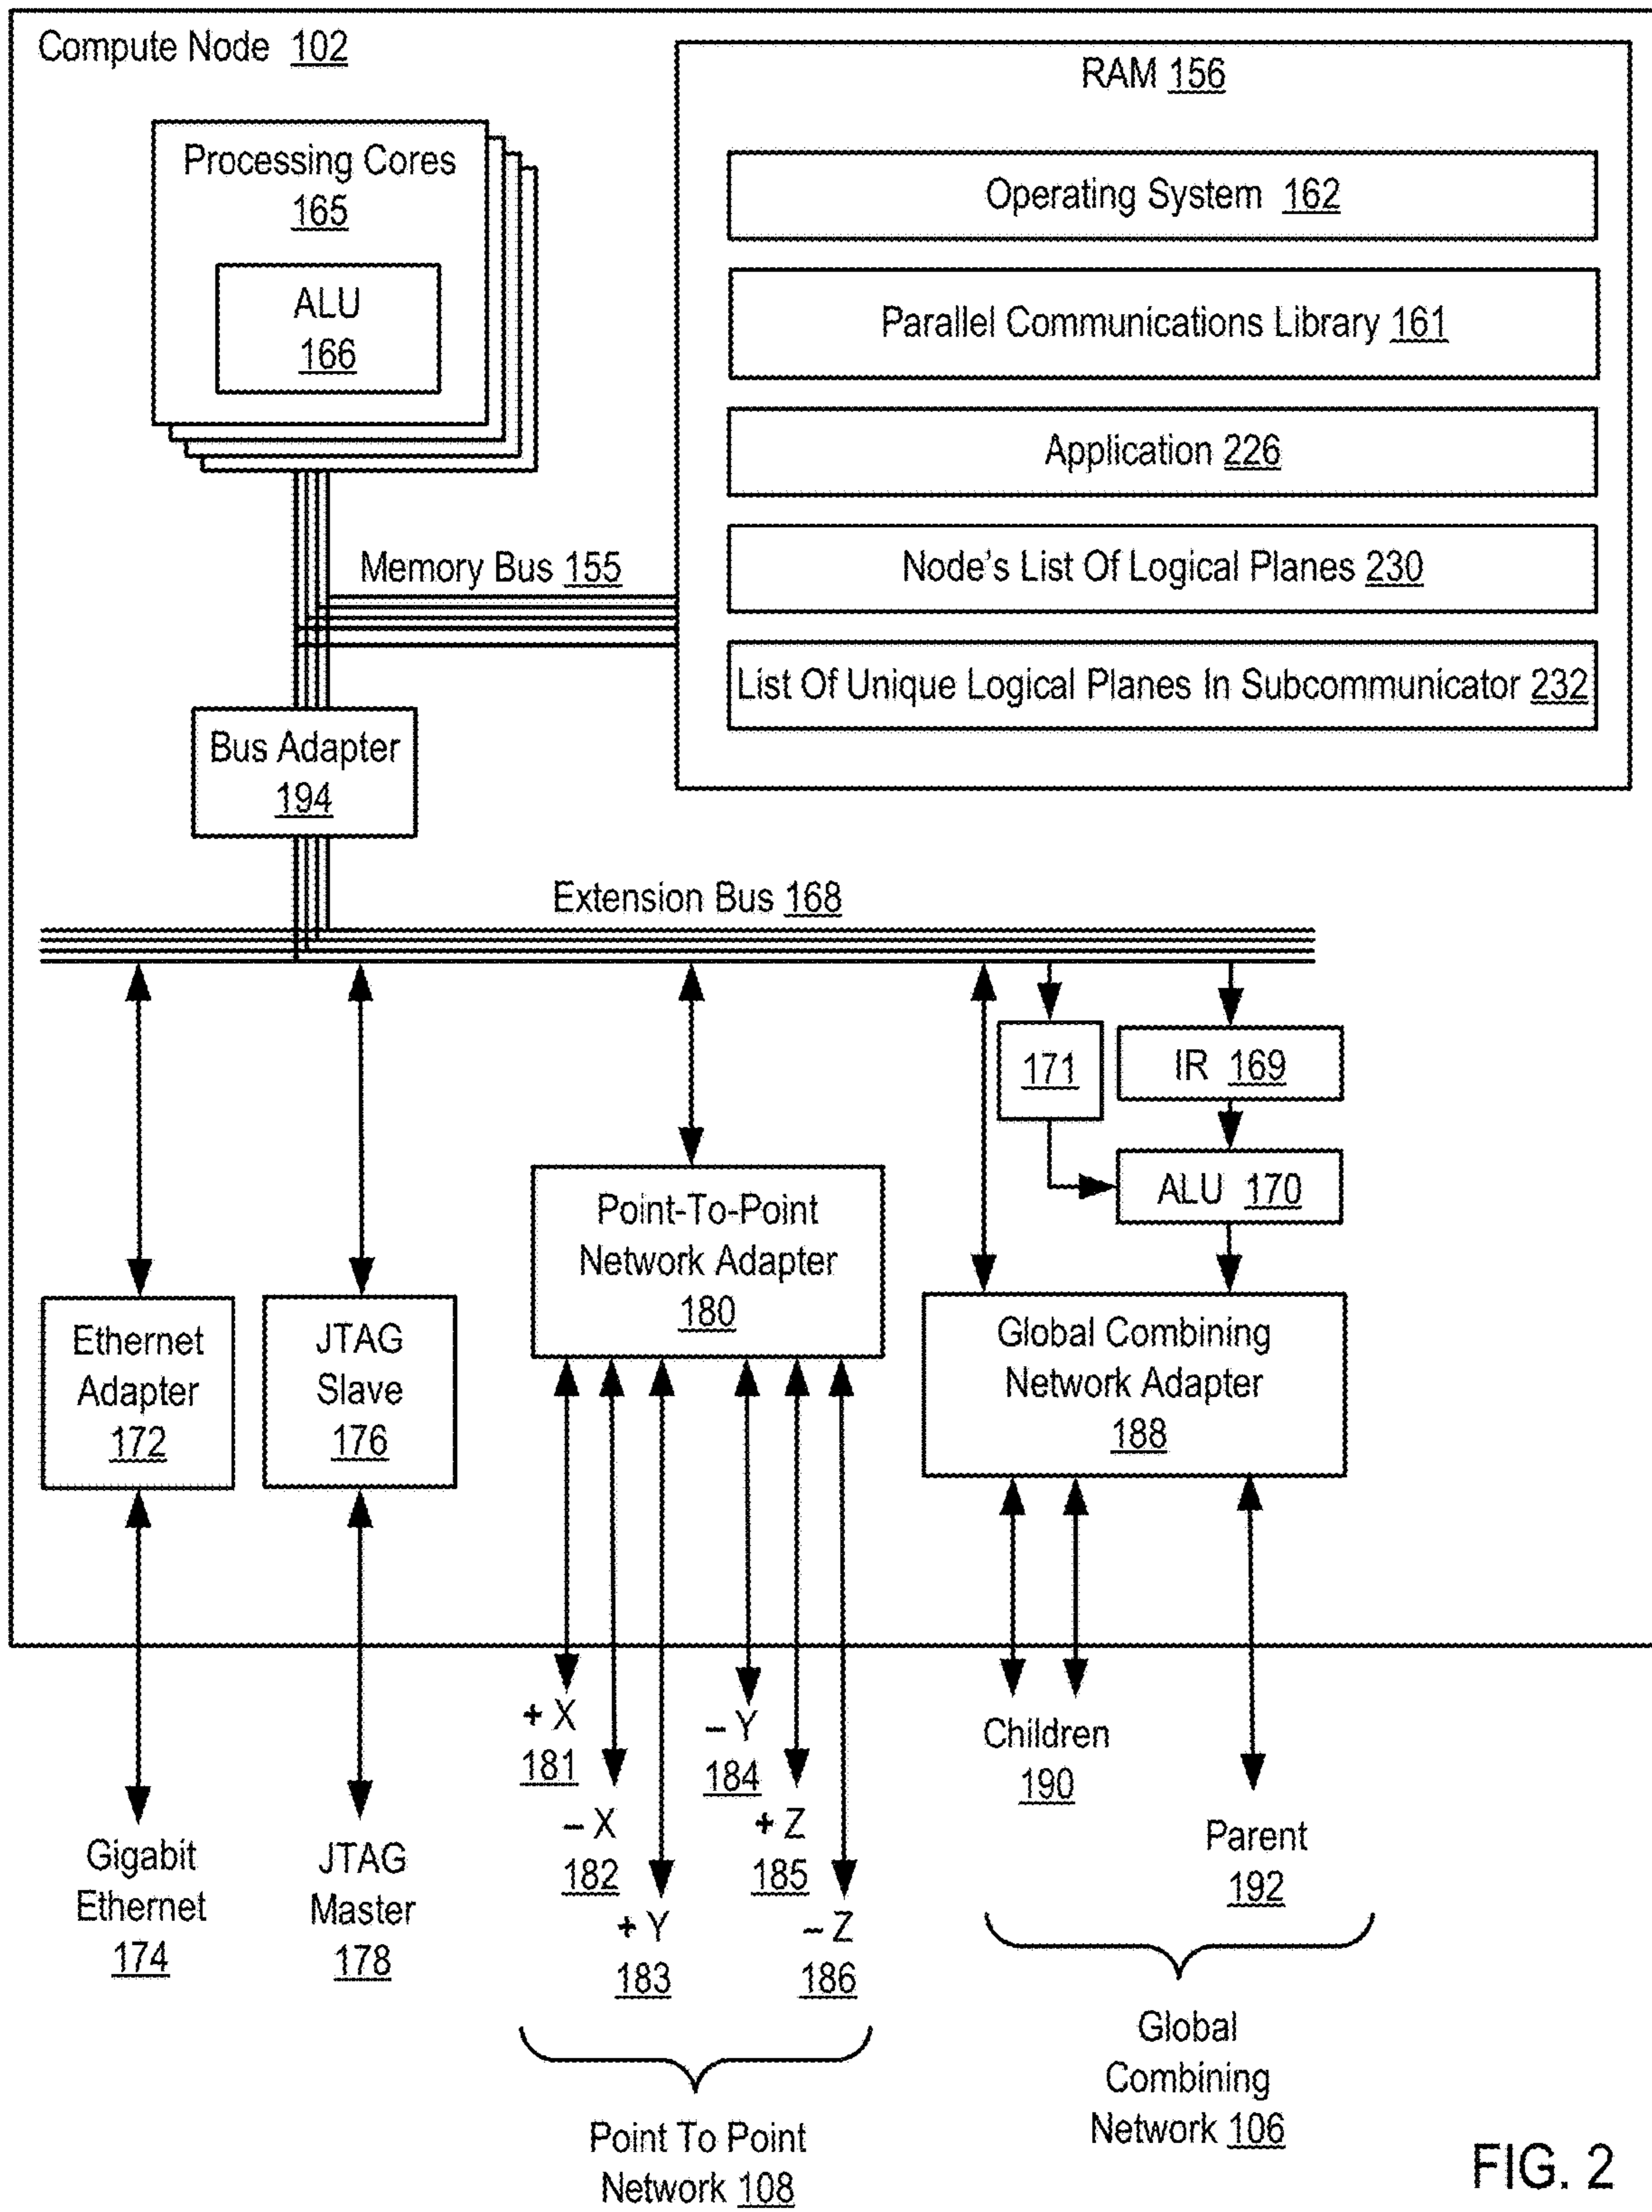 Compute Node 102
RAM 156
Processing Cores
165
ALU
166
Operating System 162
Parallel Communications Library 161
Application 226
Node's List Of Logical Planes 230
List Of Unique Logical Planes In Subcommunicator 232
Memory Bus 155
Bus Adapter
194
Extension Bus 168
171
IR 169
ALU 170
Point-To-Point
Network Adapter
180
Ethernet
Adapter
172
JTAG
Slave
176
Global Combining
Network Adapter
188
+ X
181
– X
182
+ Y
183
– Y
184
+ Z
185
– Z
186
Children
190
Parent
192
Gigabit
Ethernet
174
JTAG
Master
178
Point To Point
Network 108
Global
Combining
Network 106
FIG. 2